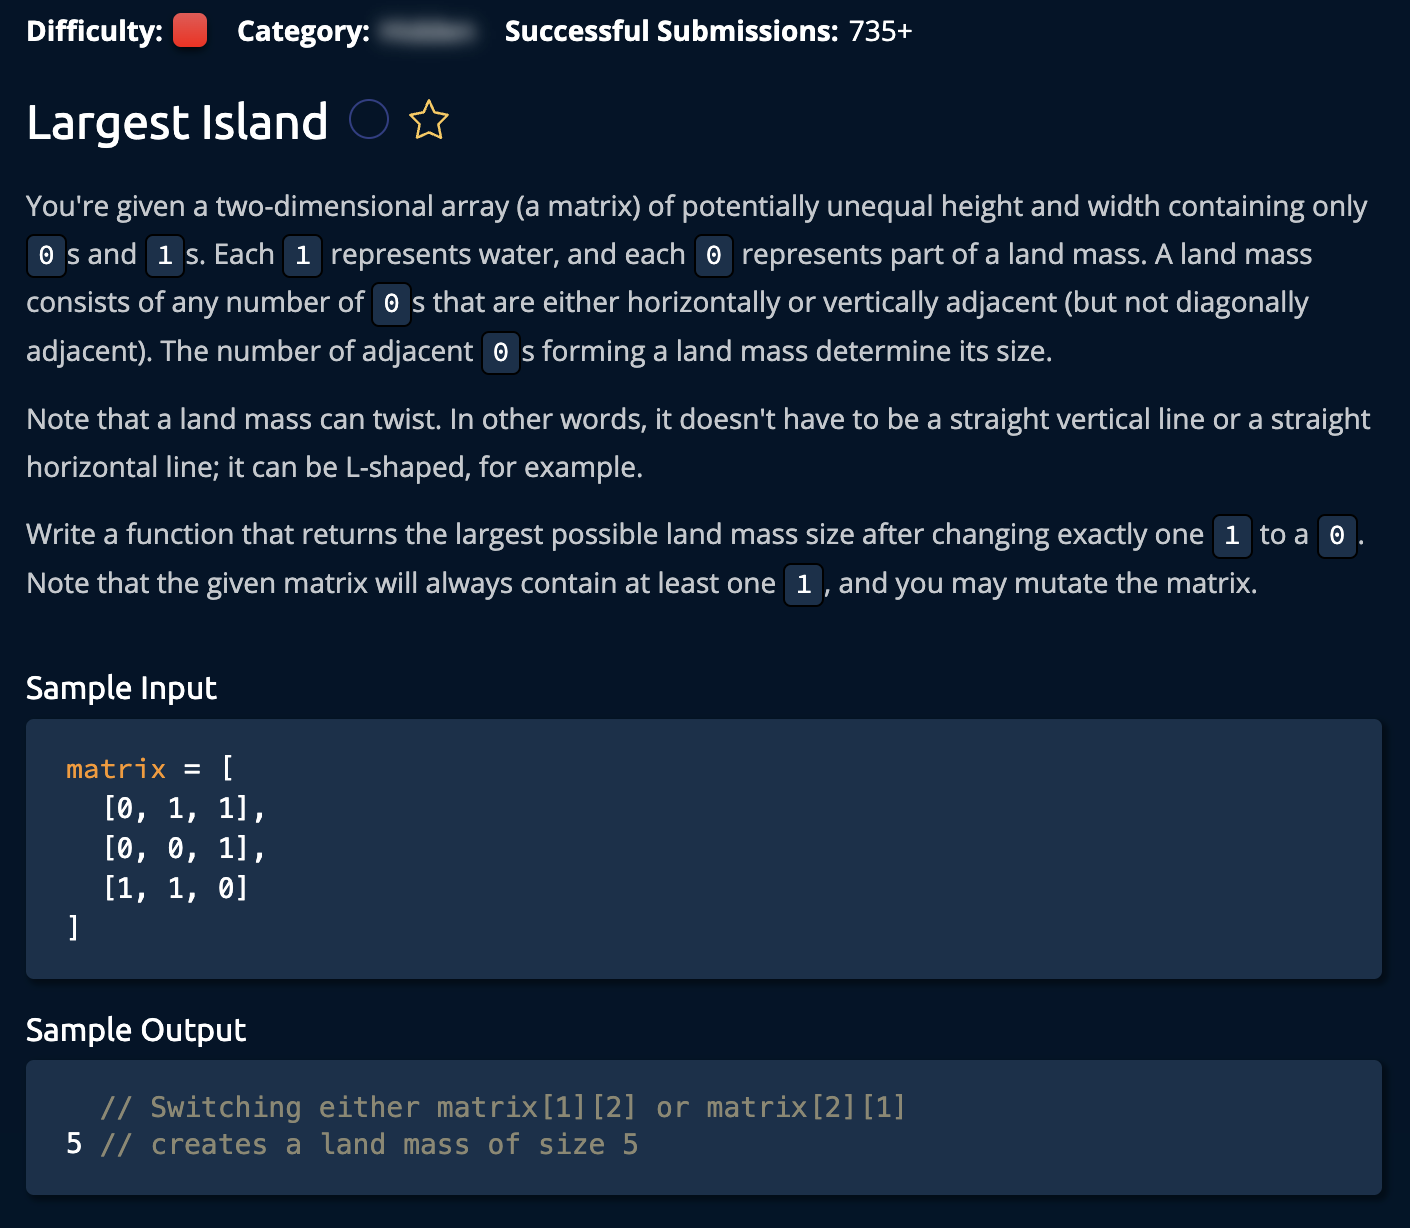 Difficulty: Category: Successful Submissions: 735+
Largest Island
You're given a two-dimensional array (a matrix) of potentially unequal height and width containing only
0 s and 1 s. Each 1 represents water, and each 0 represents part of a land mass. A land mass
consists of any number of 0 s that are either horizontally or vertically adjacent (but not diagonally
adjacent). The number of adjacent 0 s forming a land mass determine its size.
Note that a land mass can twist. In other words, it doesn't have to be a straight vertical line or a straight
horizontal line; it can be L-shaped, for example.
Write a function that returns the largest possible land mass size after changing exactly one 1 to a 0 .
Note that the given matrix will always contain at least one 1 , and you may mutate the matrix.
Sample Input
matrix = [
[0, 1, 1],
[0, 0, 1],
[1, 1, 0]
]
Sample Output
// Switching either matrix[1][2] or matrix[2][1]
5 // creates a land mass of size 5